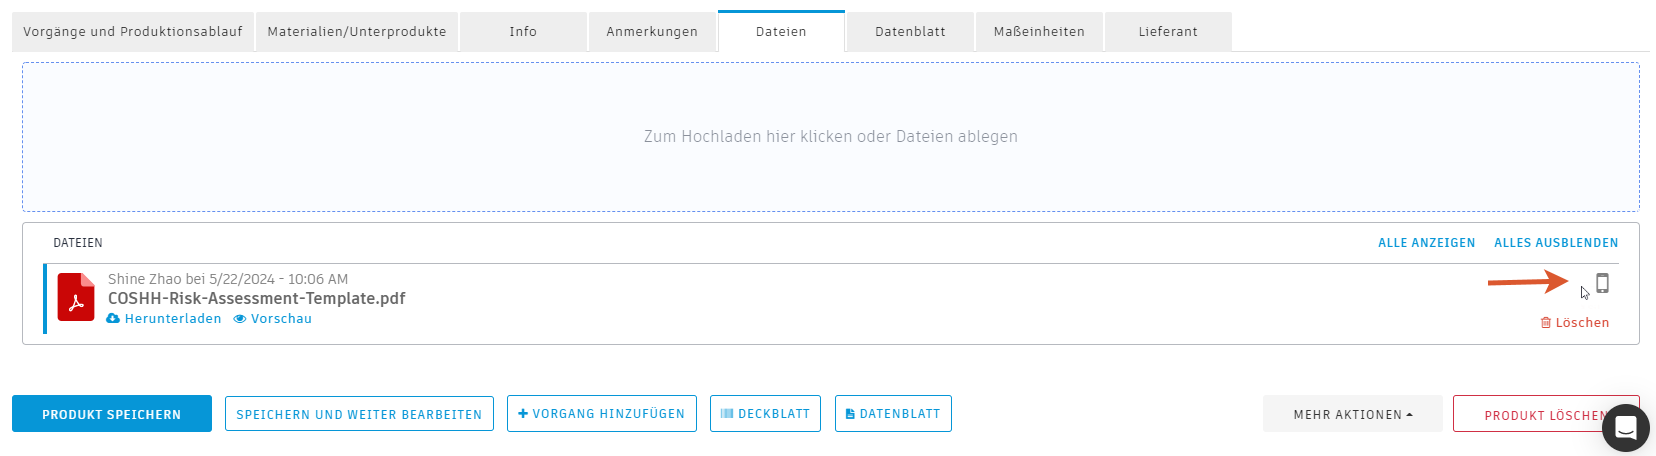 Vorgänge und Produktionsablauf Materialien/Unterprodukte Info Anmerkungen Dateien Datenblatt Maßeinheiten Lieferant
Zum Hochladen hier klicken oder Dateien ablegen
DATEIEN ALLE ANZEIGEN ALLES AUSBLENDEN
Shine Zhao bei 5/22/2024 - 10:06 AM
COSHH-Risk-Assessment-Template.pdf
Herunterladen Vorschau
Löschen
PRODUKT SPEICHERN SPEICHERN UND WEITER BEARBEITEN VORGANG HINZUFÜGEN DECKBLATT DATENBLATT MEHR AKTIONEN PRODUKT LÖSCHEN